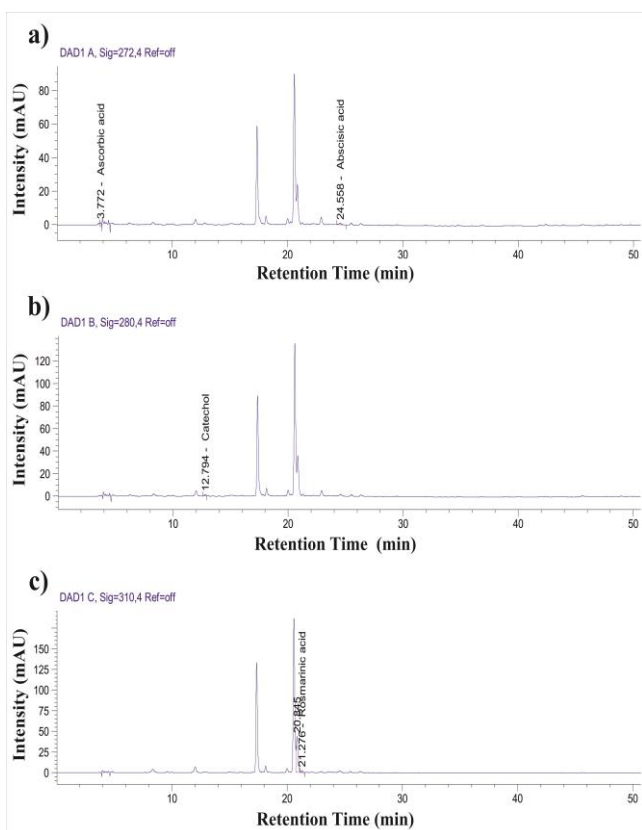 a)
DAD1 A, Sig=272,4 Ref=off
Intensity (mAU)
80
60
40
20
0
3.772 - Ascorbic acid
24.558 - Abscisic acid
10 20 30 40 50
Retention Time (min)
b)
DAD1 B, Sig=280,4 Ref=off
Intensity (mAU)
120
100
80
60
40
20
0
12.794 - Catechol
10 20 30 40 50
Retention Time (min)
c)
DAD1 C, Sig=310,4 Ref=off
Intensity (mAU)
150
125
100
75
50
25
0
20.845
21.276 - Rosmarinic acid
10 20 30 40 50
Retention Time (min)